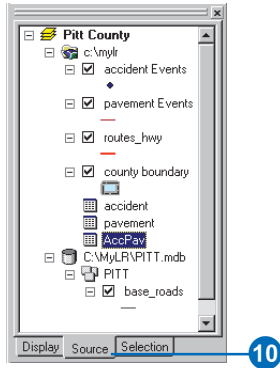 Pitt County
c:\mylr
accident Events
pavement Events
routes_hwy
county boundary
accident
pavement
AccPav
C:\MyLR\PITT.mdb
PITT
base_roads
Display Source Selection
10